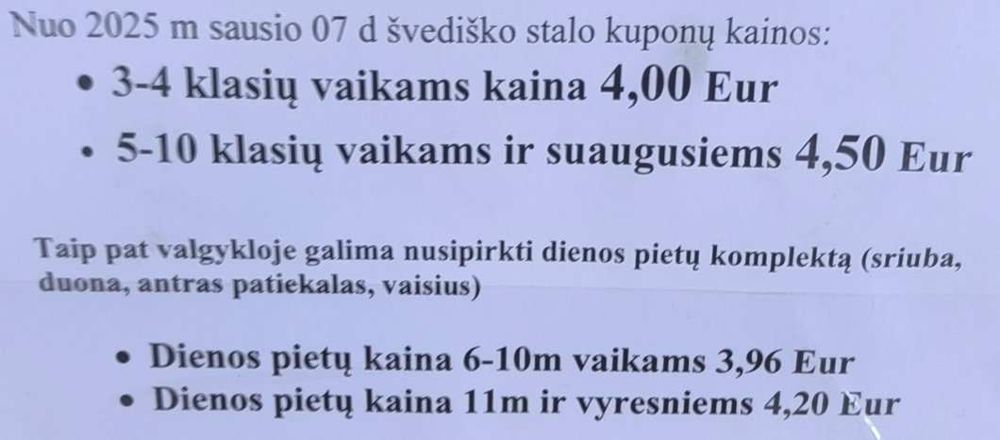 Nuo 2025 m sausio 07 d švediško stalo kuponų kainos:
• 3-4 klasių vaikams kaina 4,00 Eur
• 5-10 klasių vaikams ir suaugusiems 4,50 Eur
Taip pat valgykloje galima nusipirkti dienos pietų komplektą (sriuba,
duona, antras patiekalas, vaisius)
• Dienos pietų kaina 6-10m vaikams 3,96 Eur
• Dienos pietų kaina 11m ir vyresniems 4,20 Eur